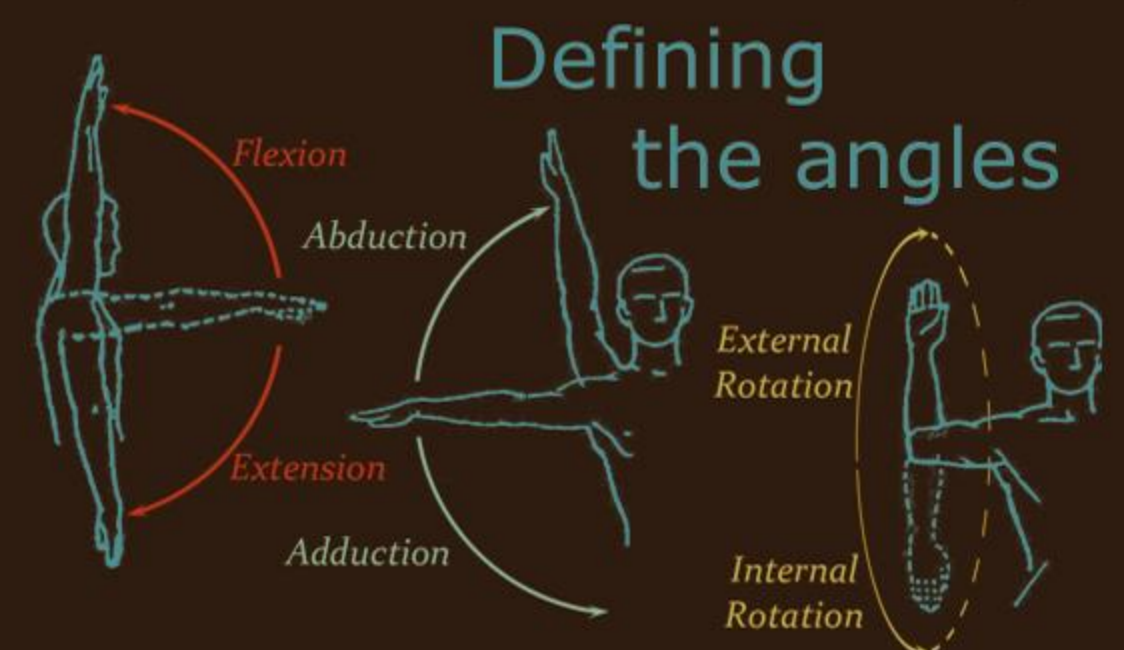 Defining
the angles
Flexion
Abduction
External
Rotation
Extension
Adduction
Internal
Rotation